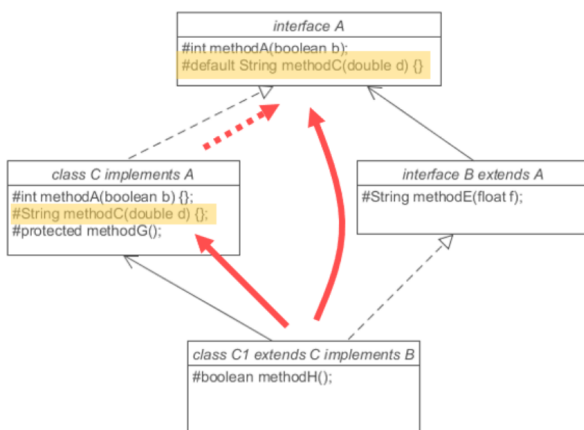 interface A
#int methodA(boolean b);
#default String methodC(double d) {}
class C implements A
#int methodA(boolean b) {};
#String methodC(double d) {};
#protected methodG();
interface B extends A
#String methodE(float f);
class C1 extends C implements B
#boolean methodH();